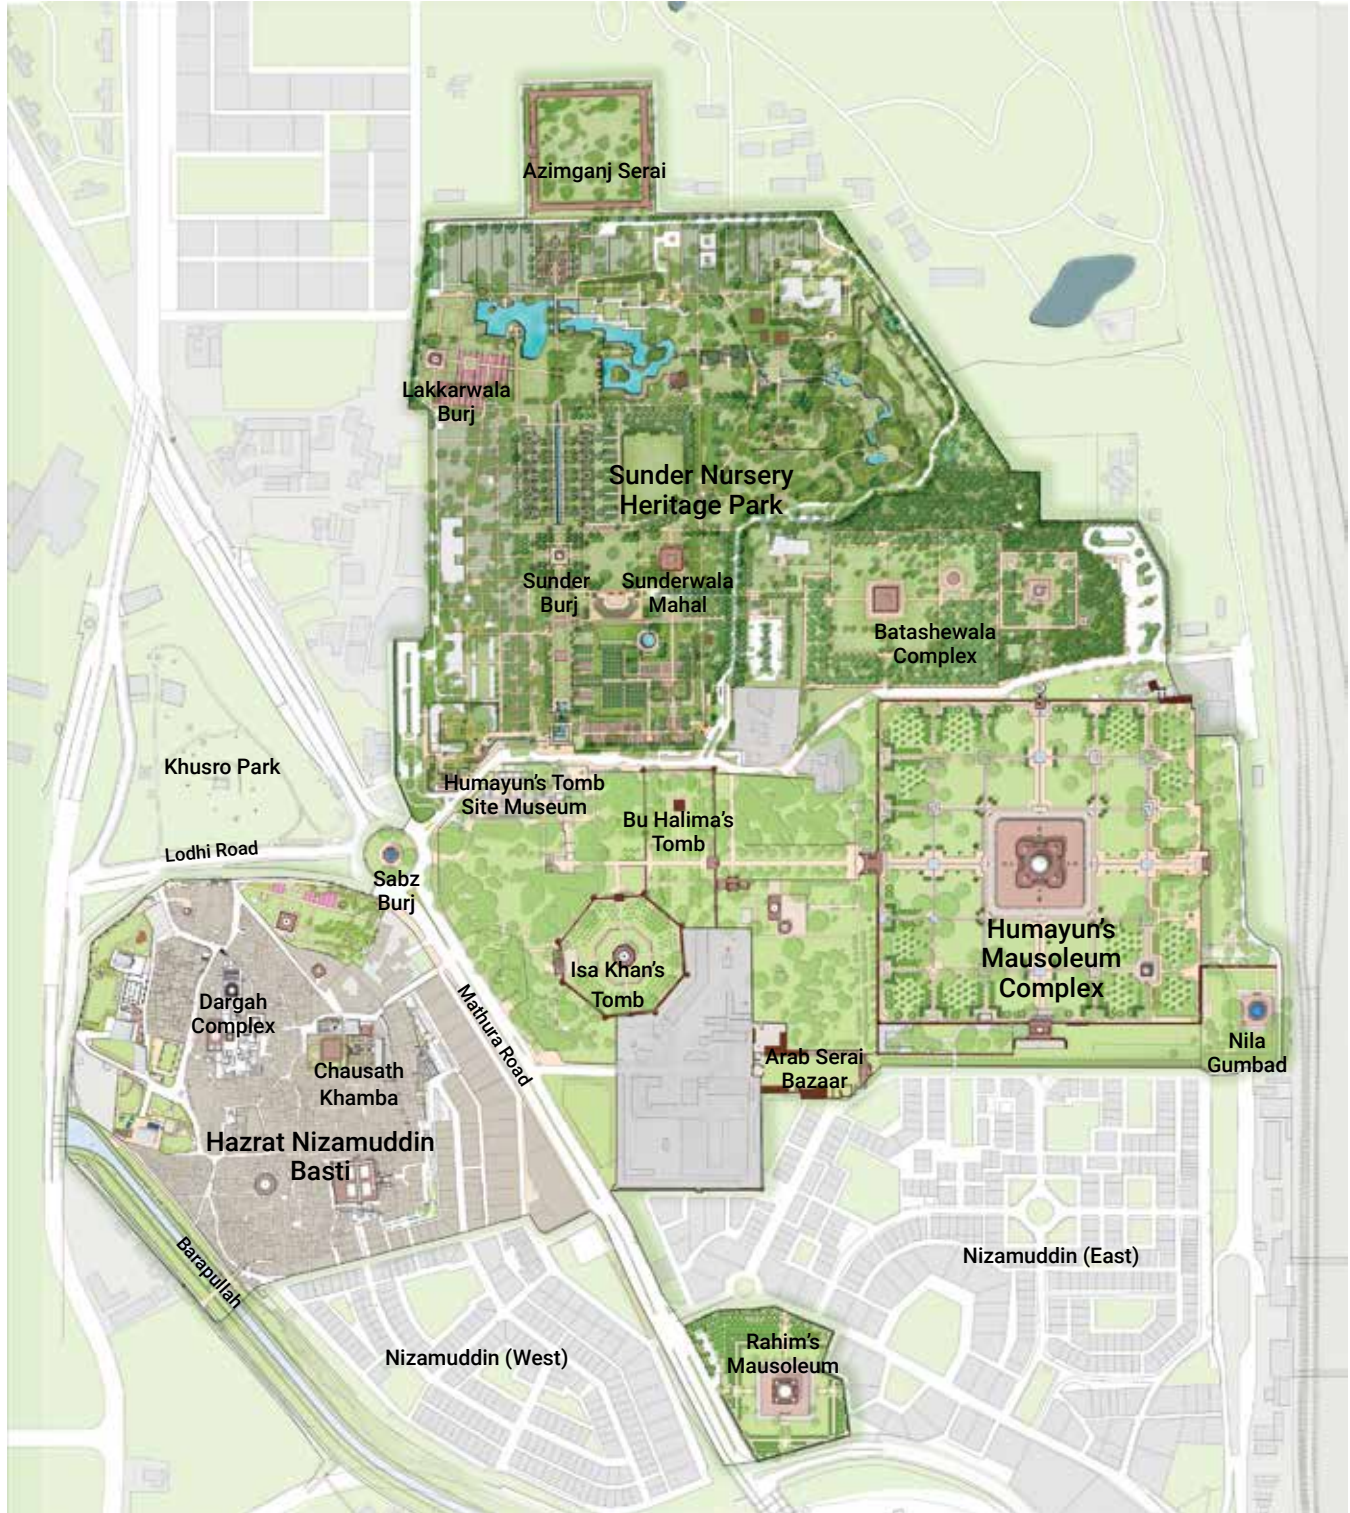 Azimganj Serai
Lakkarwala
Burj
Sunder Nursery
Heritage Park
Sunder
Burj
Sunderwala
Mahal
Batashewala
Complex
Khusro Park
Humayun's Tomb
Site Museum
Bu Halima's
Tomb
Lodhi Road
Sabz
Burj
Humayun's
Mausoleum
Complex
Isa Khan's
Tomb
Dargah
Complex
Mathura Road
Nila
Gumbad
Arab Serai
Bazaar
Chausath
Khamba
Hazrat Nizamuddin
Basti
Barapullah
Nizamuddin (East)
Nizamuddin (West)
Rahim's
Mausoleum